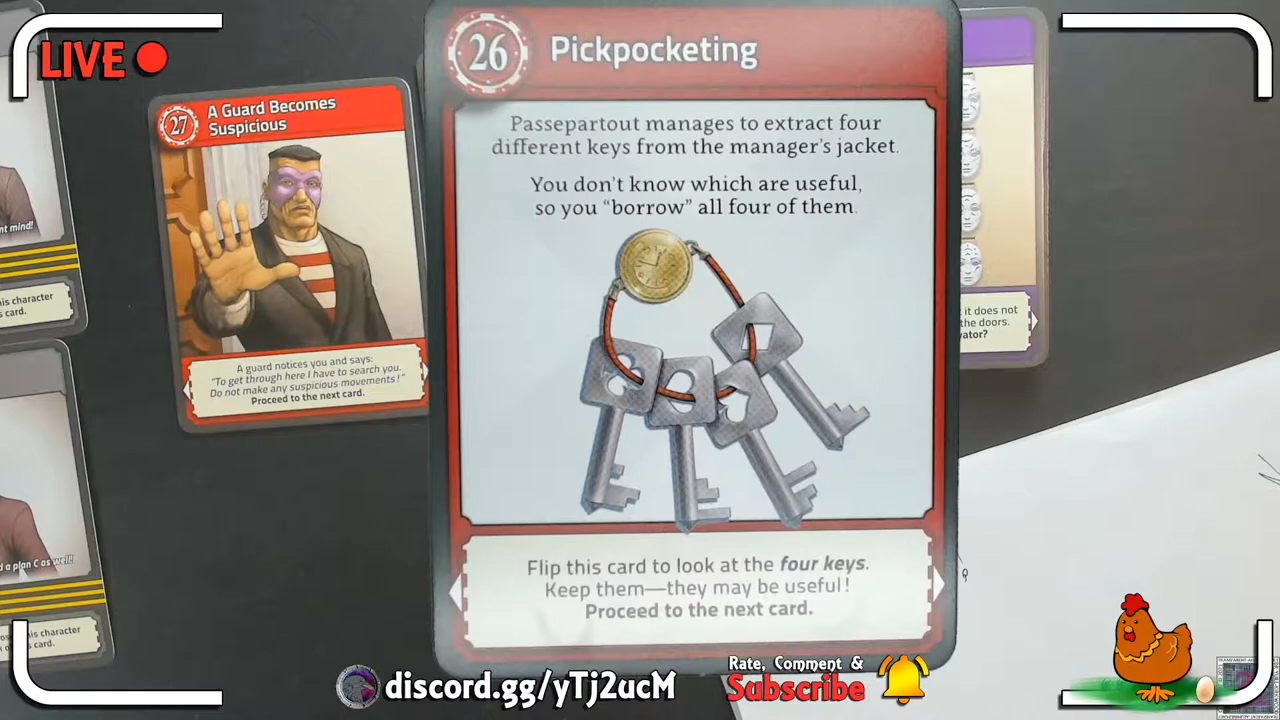 LIVE
26
Pickpocketing
Passepartout manages to extract four
different keys from the manager's jacket.
You don't know which are useful,
so you “borrow” all four of them.
Flip this card to look at the four keys.
Keep them—they may be useful!
Proceed to the next card.
27
A Guard Becomes
Suspicious
A guard notices you and says:
"To get through here I have to search you.
Do not make any suspicious movements!"
Proceed to the next card.
nt mind!
his character
s card.
d a plan C as well!
his character
card.
it does not
the doors.
vator?
discord.gg/yTj2ucM
Rate, Comment &
Subscribe